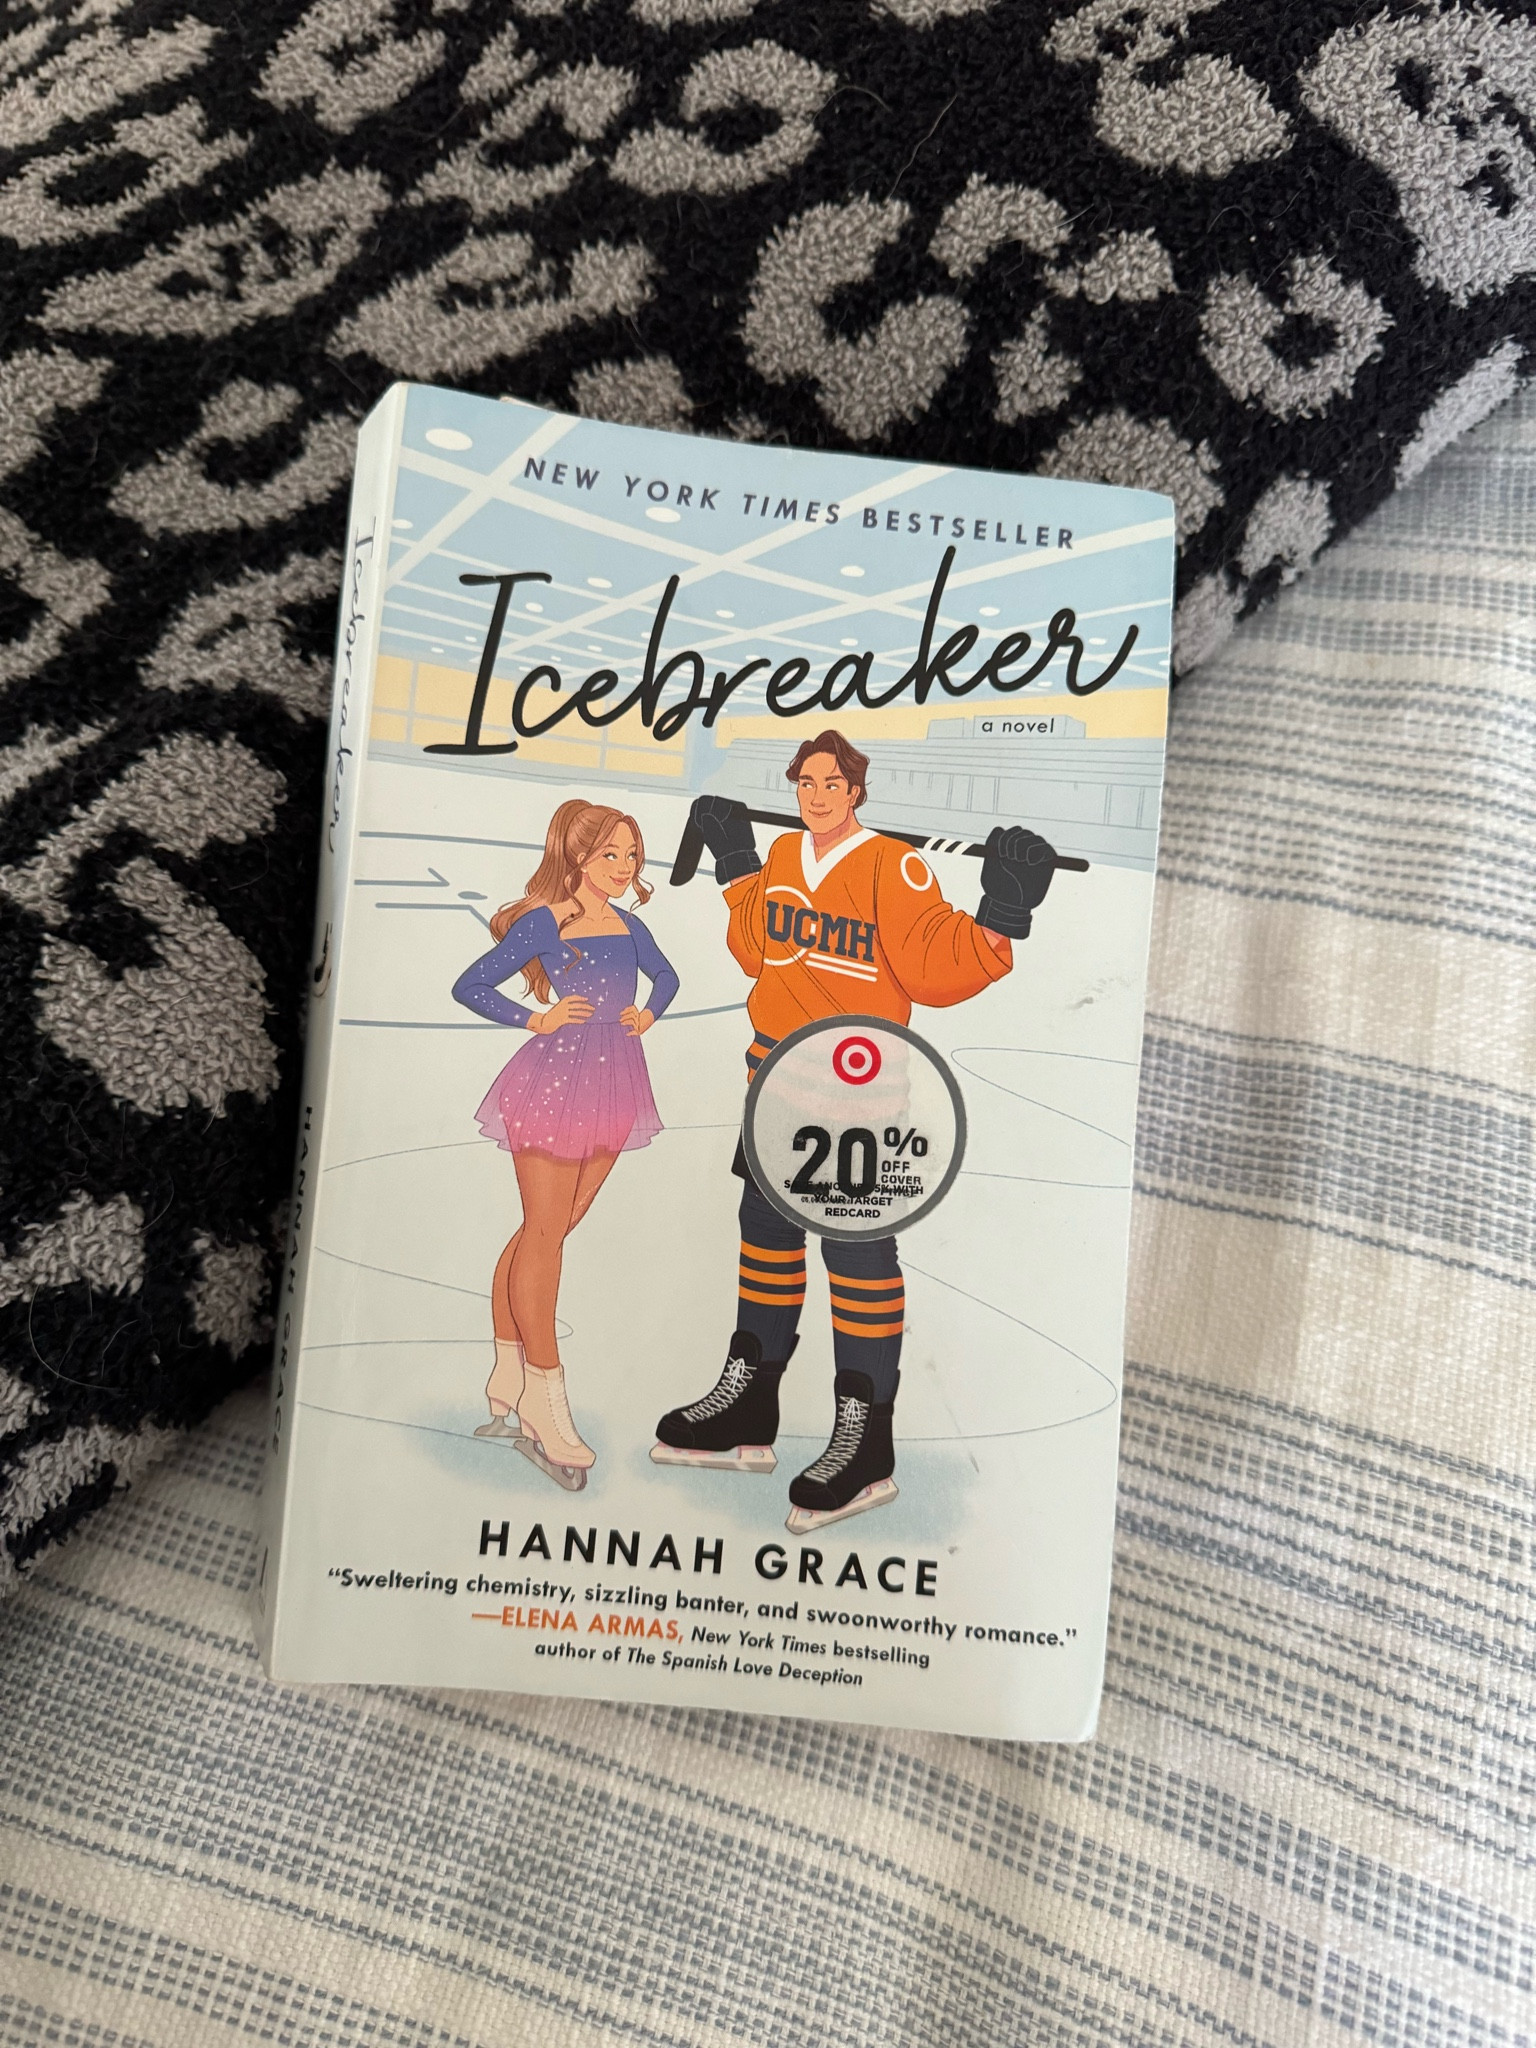 NEW YORK TIMES BESTSELLER
Icebreaker
a novel
UCMH
20%
OFF
COVER
YOUR TARGET
REDCARD
HANNAH GRACE
“Sweltering chemistry, sizzling banter, and swoonworthy romance.”
—ELENA ARMAS, New York Times bestselling
author of The Spanish Love Deception
Icebreaker
HANNAH GRACE